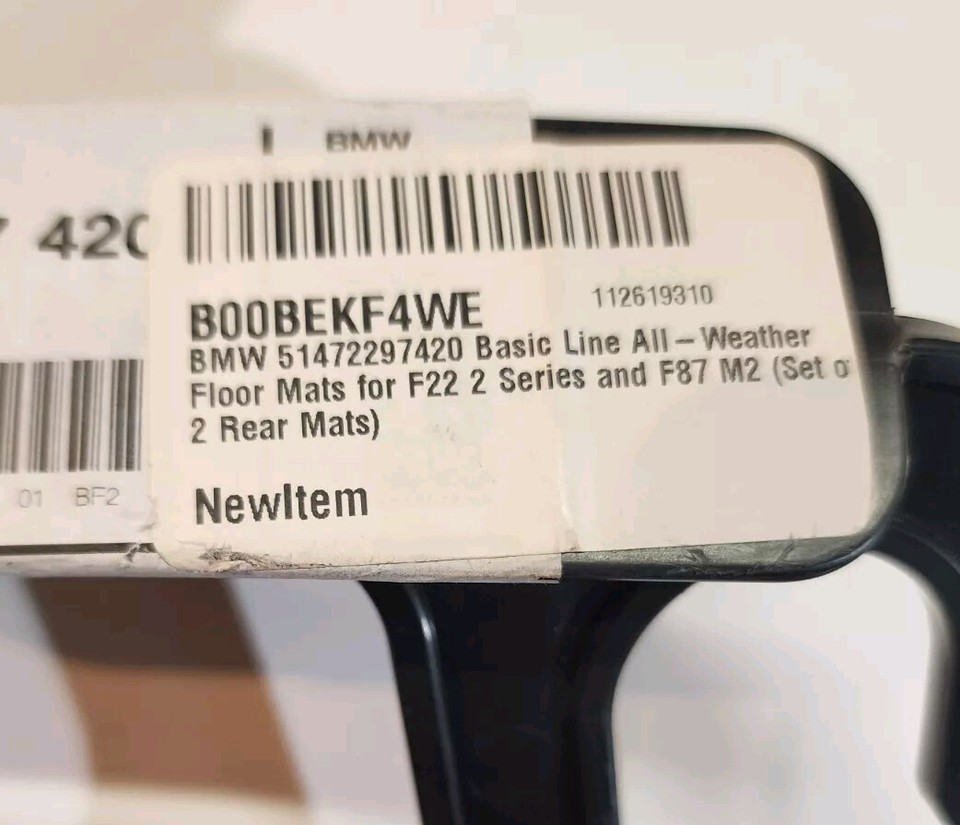 BMW
420
B00BEKF4WE
112619310
BMW 51472297420 Basic Line All-Weather
Floor Mats for F22 2 Series and F87 M2 (Set o
2 Rear Mats)
01 BF2
NewItem